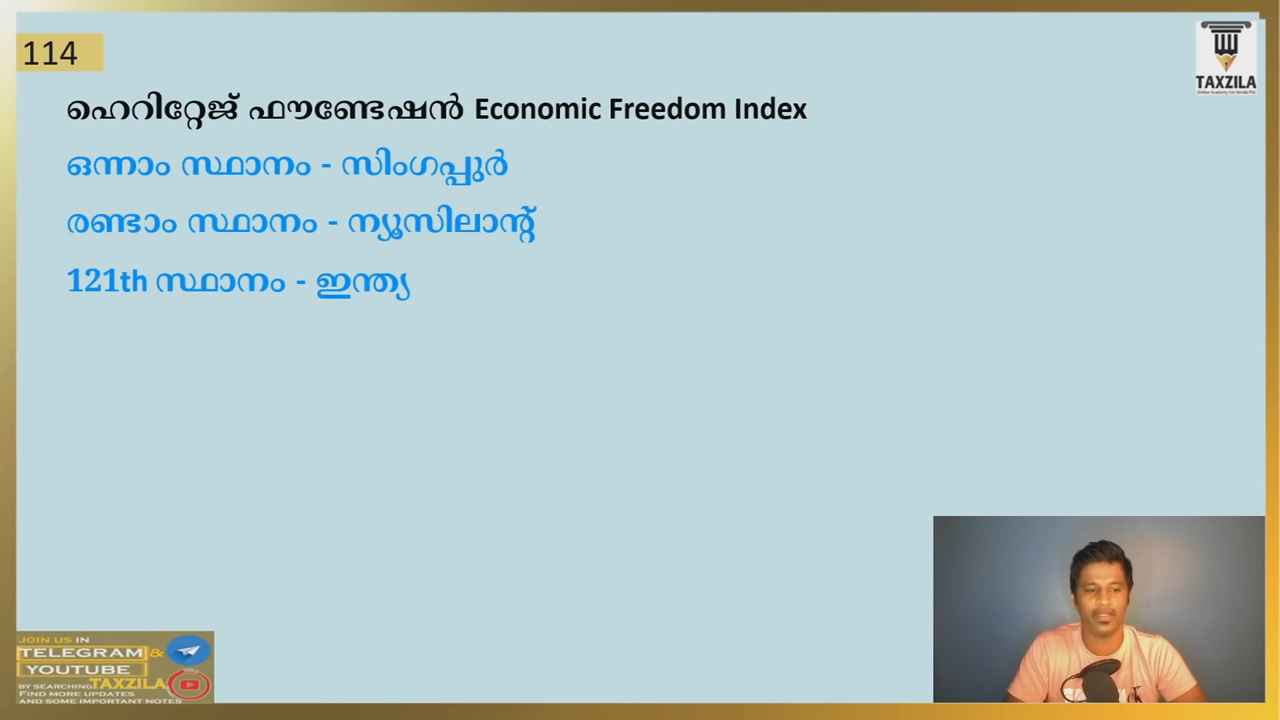 114
TAXZILA
ഹെറിറ്റേജ് ഫൗണ്ടേഷൻ Economic Freedom Index
ഒന്നാം സ്ഥാനം - സിംഗപ്പുർ
രണ്ടാം സ്ഥാനം - ന്യൂസിലാന്റ്
121th സ്ഥാനം - ഇന്ത്യ
JOIN US IN
TELEGRAM &
YOUTUBE
BY SEARCHING TAXZILA
FIND MORE UPDATES
AND SOME IMPORTANT NOTES